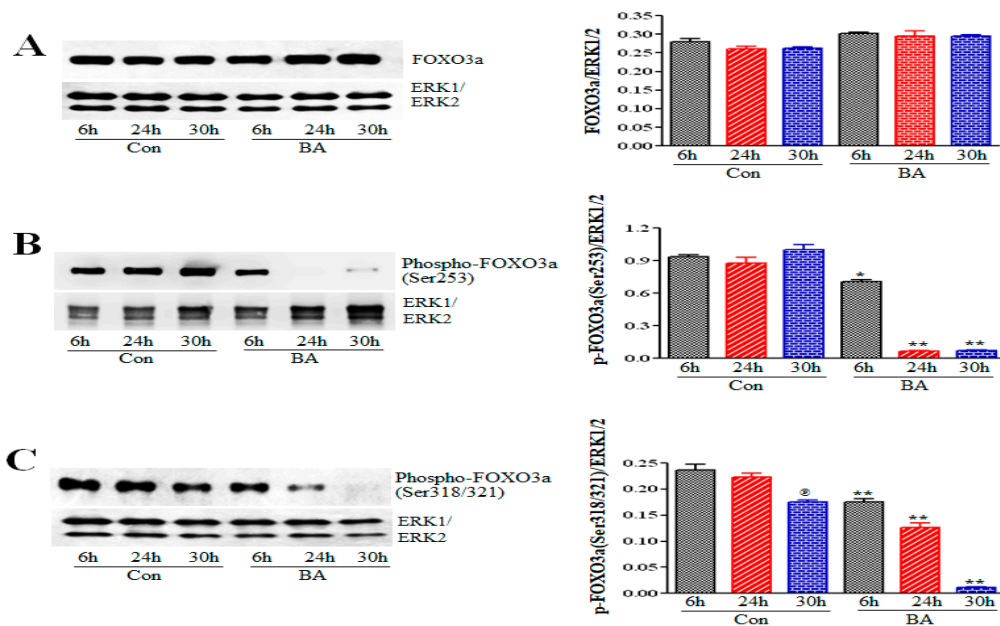 A
FOXO3a
ERK1/
ERK2
6h 24h 30h 6h 24h 30h
Con BA
FOXO3a/ERK1/2
0.35
0.30
0.25
0.20
0.15
0.10
0.05
0.00
6h 24h 30h 6h 24h 30h
Con BA
B
Phospho-FOXO3a
(Ser253)
ERK1/
ERK2
6h 24h 30h 6h 24h 30h
Con BA
p-FOXO3a(Ser253)/ERK1/2
1.2
0.9
0.6
0.3
0.0
* ** **
6h 24h 30h 6h 24h 30h
Con BA
C
Phospho-FOXO3a
(Ser318/321)
ERK1/
ERK2
6h 24h 30h 6h 24h 30h
Con BA
p-FOXO3a(Ser318/321)/ERK1/2
0.25
0.20
0.15
0.10
0.05
0.00
® ** ** **
6h 24h 30h 6h 24h 30h
Con BA